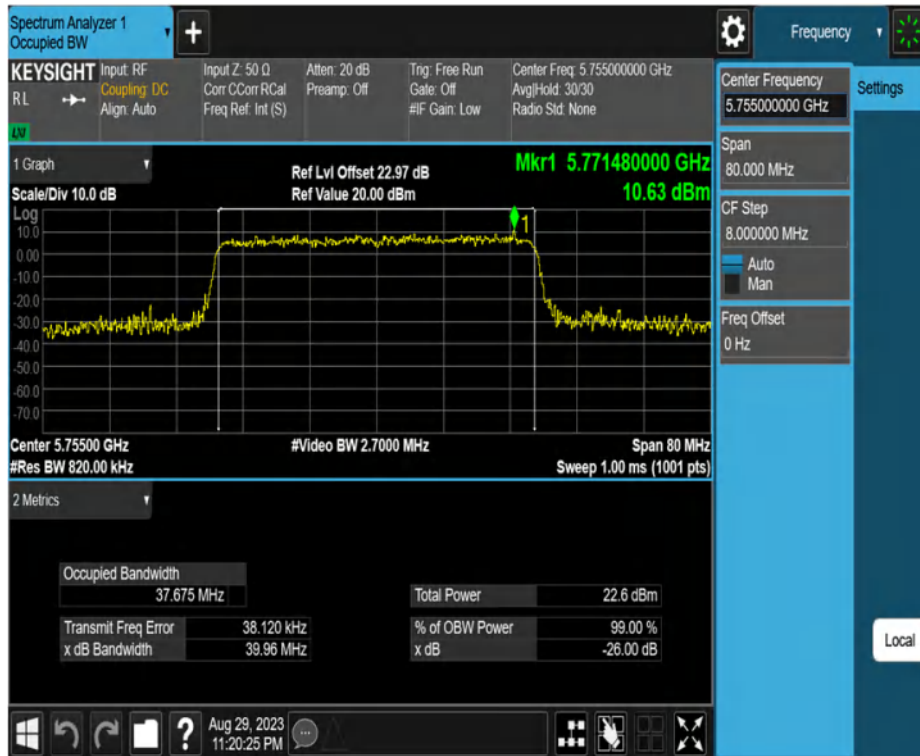 Spectrum Analyzer 1
Occupied BW
+
Frequency
KEYSIGHT
RL
LXI
Input: RF
Coupling: DC
Align: Auto
Input Z: 50 Ω
Corr CCorr RCal
Freq Ref: Int (S)
Atten: 20 dB
Preamp: Off
Trig: Free Run
Gate: Off
#IF Gain: Low
Center Freq: 5.755000000 GHz
Avg|Hold: 30/30
Radio Std: None
Center Frequency
5.755000000 GHz
Settings
Span
80.000 MHz
CF Step
8.000000 MHz
Auto
Man
Freq Offset
0 Hz
Local
1 Graph
Scale/Div 10.0 dB
Ref Lvl Offset 22.97 dB
Ref Value 20.00 dBm
Mkr1 5.771480000 GHz
10.63 dBm
Log
10.0
0.00
-10.0
-20.0
-30.0
-40.0
-50.0
-60.0
-70.0
1
Center 5.75500 GHz
#Video BW 2.7000 MHz
Span 80 MHz
#Res BW 820.00 kHz
Sweep 1.00 ms (1001 pts)
2 Metrics
Occupied Bandwidth
37.675 MHz
Total Power 22.6 dBm
Transmit Freq Error 38.120 kHz
% of OBW Power 99.00 %
x dB Bandwidth 39.96 MHz
x dB -26.00 dB
?
Aug 29, 2023
11:20:25 PM